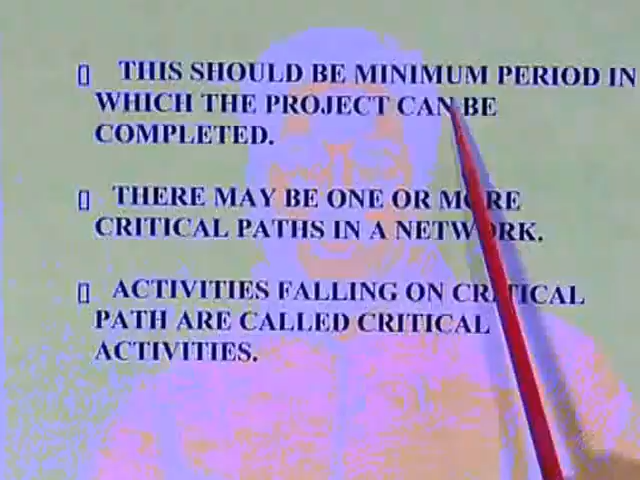 THIS SHOULD BE MINIMUM PERIOD IN
WHICH THE PROJECT CAN BE
COMPLETED.
THERE MAY BE ONE OR MORE
CRITICAL PATHS IN A NETWORK.
ACTIVITIES FALLING ON CRITICAL
PATH ARE CALLED CRITICAL
ACTIVITIES.